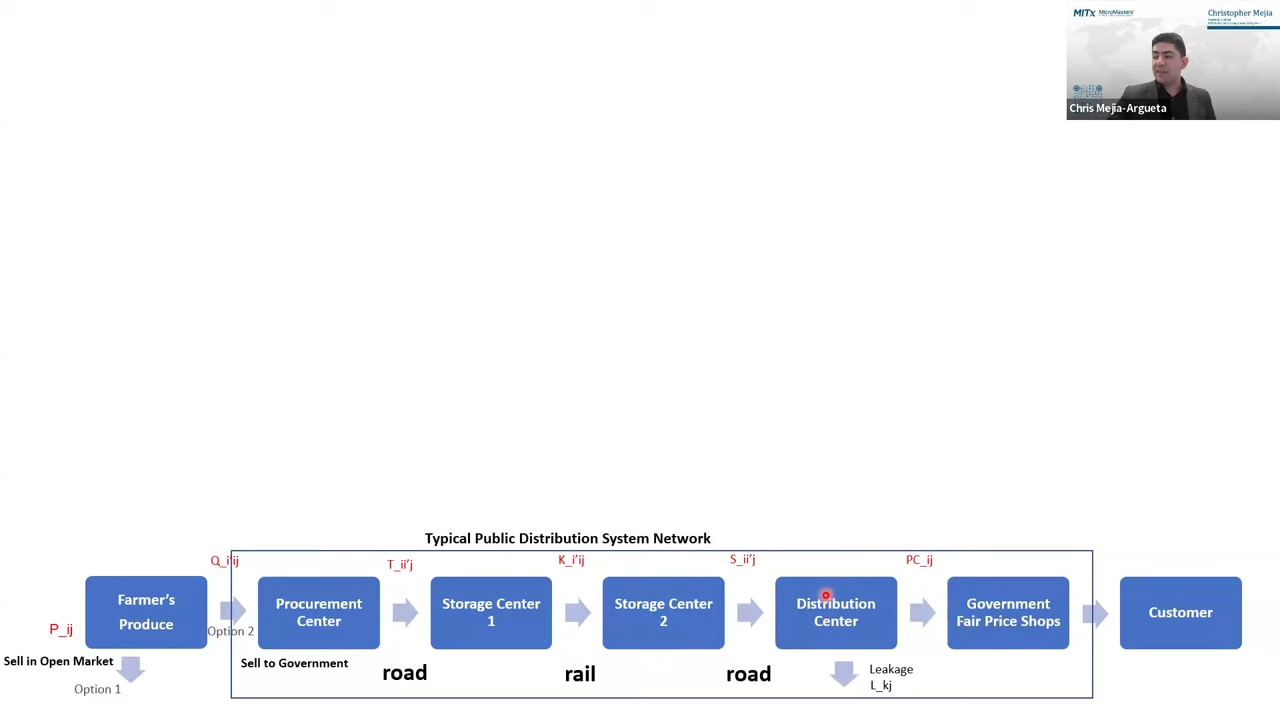 MITx MicroMasters
Christopher Mejia
Chris Mejia-Argueta
Typical Public Distribution System Network
Q_i'ij
T_ii'j
K_i'ij
S_ii'j
PC_ij
P_ij
Farmer's
Produce
Procurement
Center
Storage Center
1
Storage Center
2
Distribution
Center
Government
Fair Price Shops
Customer
Option 2
Sell in Open Market
Option 1
Sell to Government
road
rail
road
Leakage
L_kj